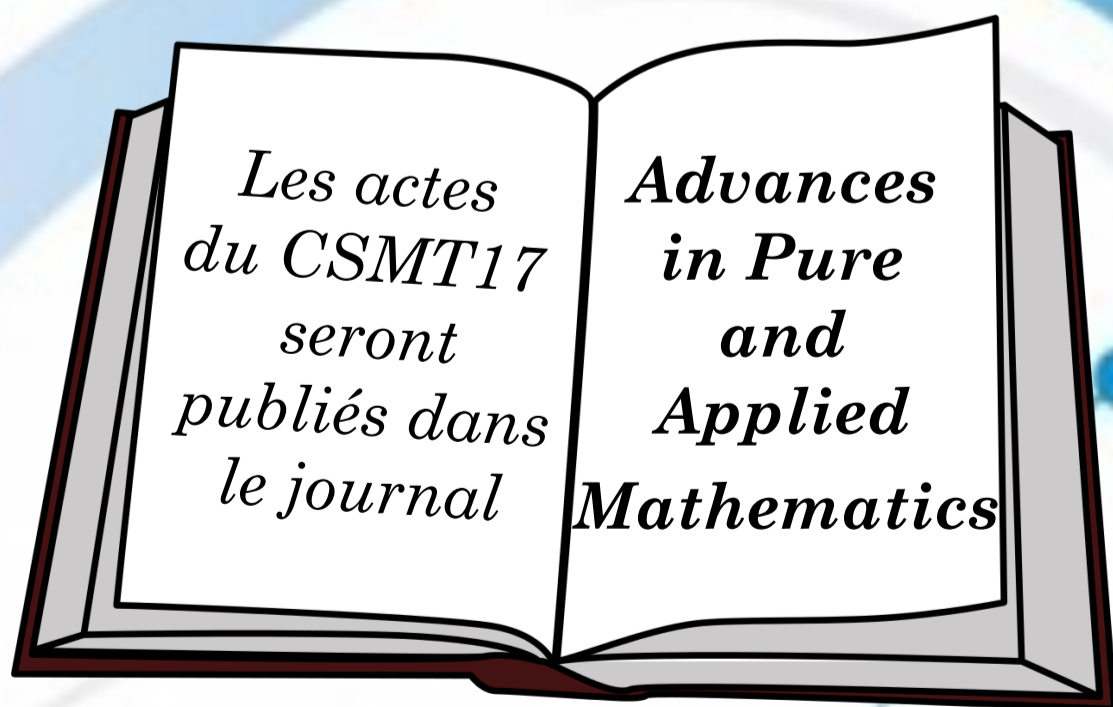 Les actes
du CSMT17
seront
publiés dans
le journal
Advances
in Pure
and
Applied
Mathematics